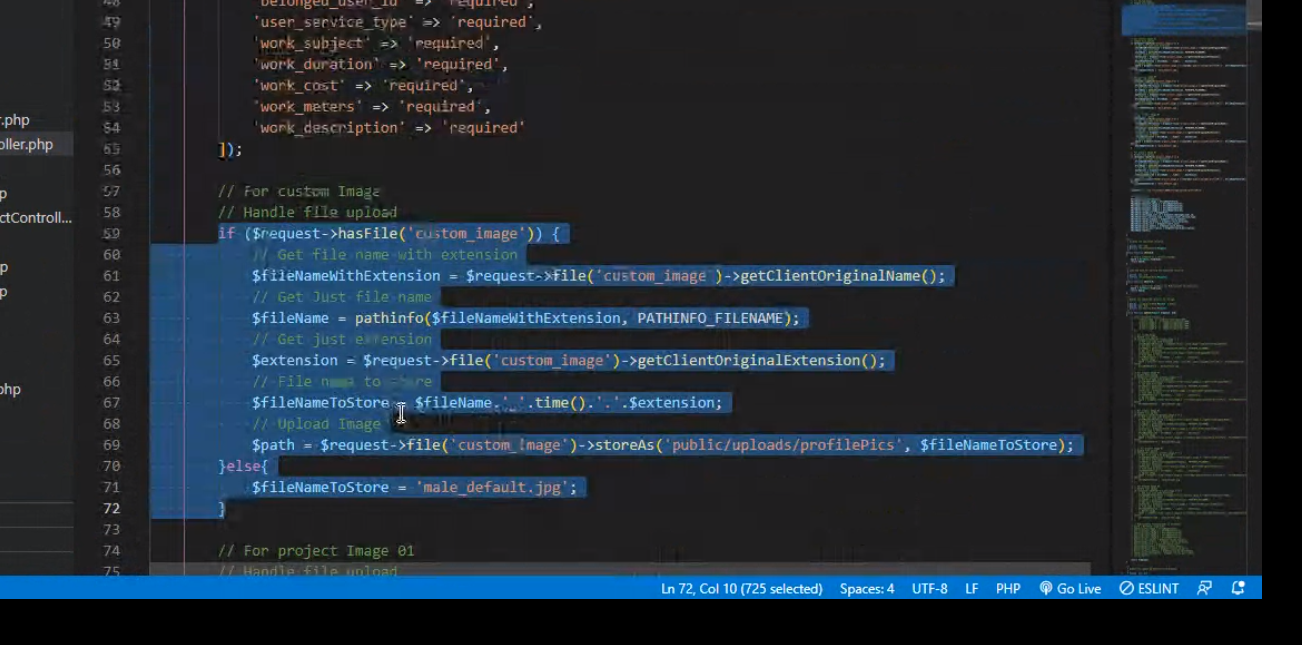 48 'belonged_user_id' => 'required',
49 'user_service_type' => 'required',
50 'work_subject' => 'required',
51 'work_duration' => 'required',
52 'work_cost' => 'required',
53 'work_meters' => 'required',
54 'work_description' => 'required'
55 ]);
56
57 // For custom Image
58 // Handle file upload
59 if ($request->hasFile('custom_image')) {
60 // Get file name with extension
61 $fileNameWithExtension = $request->file('custom_image')->getClientOriginalName();
62 // Get Just file name
63 $fileName = pathinfo($fileNameWithExtension, PATHINFO_FILENAME);
64 // Get just extension
65 $extension = $request->file('custom_image')->getClientOriginalExtension();
66 // File name to store
67 $fileNameToStore = $fileName.'_'.time().'.'.$extension;
68 // Upload Image
69 $path = $request->file('custom_image')->storeAs('public/uploads/profilePics', $fileNameToStore);
70 }else{
71 $fileNameToStore = 'male_default.jpg';
72 }
73
74 // For project Image 01
75 // Handle file upload
r.php
oller.php
p
ectControll...
p
p
php
Ln 72, Col 10 (725 selected) Spaces: 4 UTF-8 LF PHP Go Live ESLINT